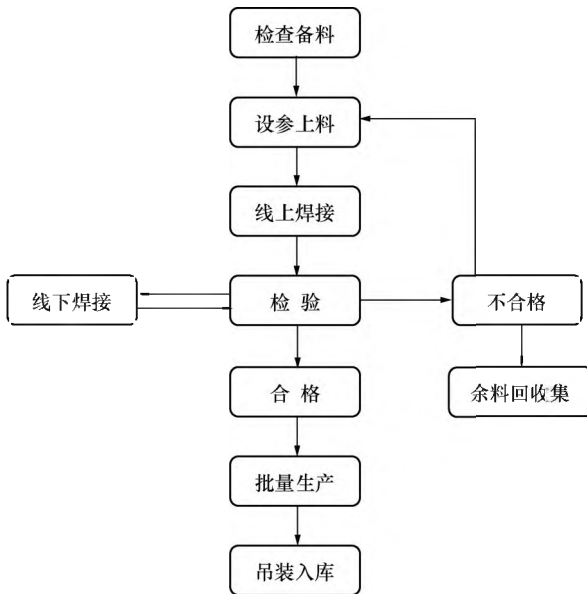 检查备料
设参上料
线上焊接
线下焊接
检 验
不合格
合 格
余料回收集
批量生产
吊装入库